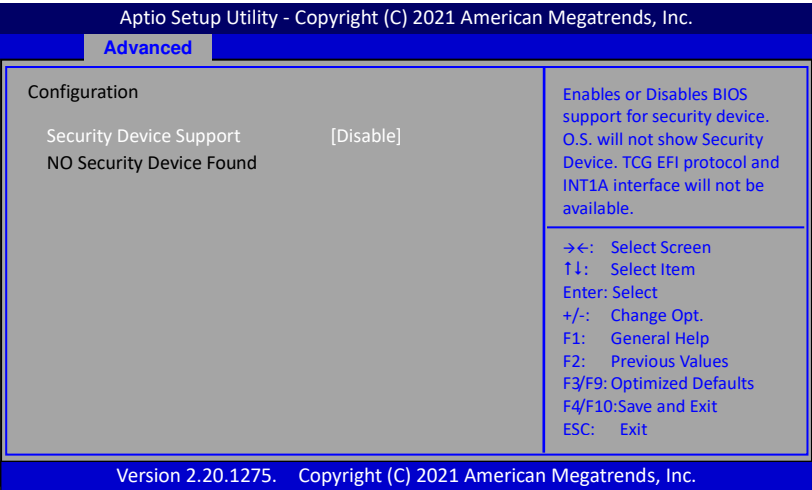 Aptio Setup Utility - Copyright (C) 2021 American Megatrends, Inc.
Advanced
Configuration
Security Device Support [Disable]
NO Security Device Found
Enables or Disables BIOS
support for security device.
O.S. will not show Security
Device. TCG EFI protocol and
INT1A interface will not be
available.
→←: Select Screen
↑↓: Select Item
Enter: Select
+/-: Change Opt.
F1: General Help
F2: Previous Values
F3/F9: Optimized Defaults
F4/F10:Save and Exit
ESC: Exit
Version 2.20.1275. Copyright (C) 2021 American Megatrends, Inc.